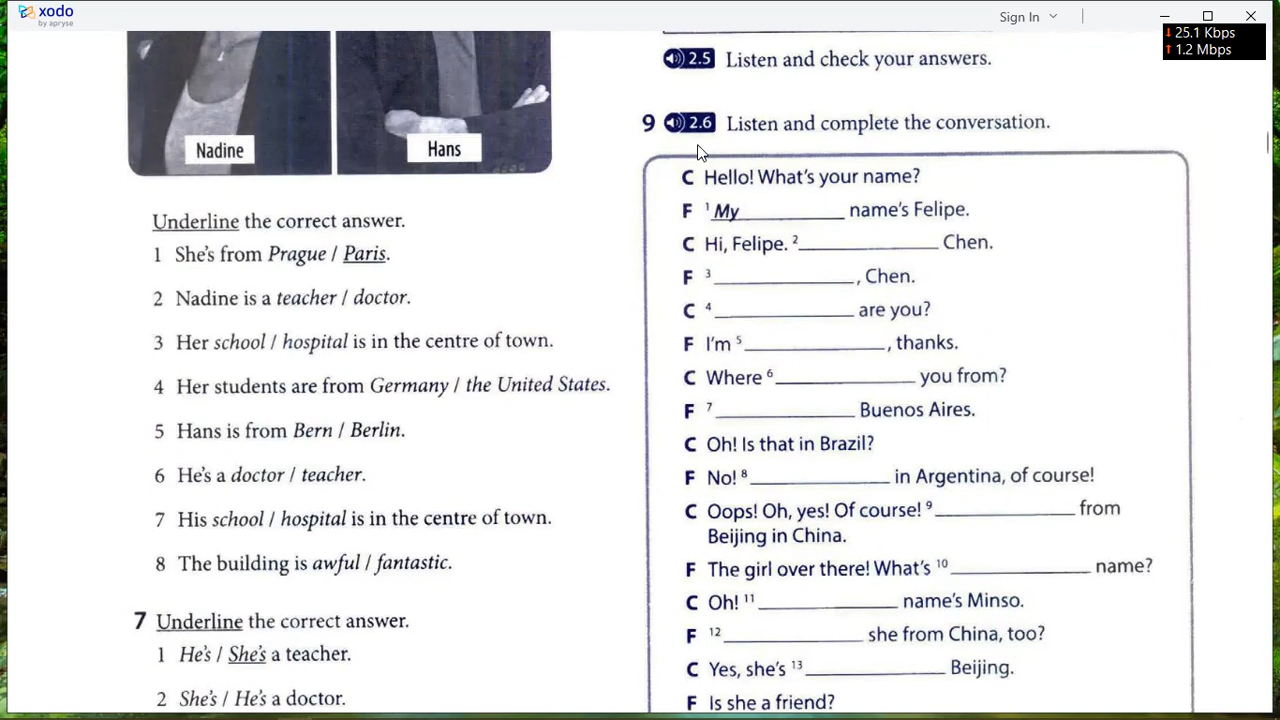 xodo
by apryse
Sign In
25.1 Kbps
1.2 Mbps
Nadine
Hans
Underline the correct answer.
1 She's from Prague / Paris.
2 Nadine is a teacher / doctor.
3 Her school / hospital is in the centre of town.
4 Her students are from Germany / the United States.
5 Hans is from Bern / Berlin.
6 He's a doctor / teacher.
7 His school / hospital is in the centre of town.
8 The building is awful / fantastic.
7 Underline the correct answer.
1 He's / She's a teacher.
2 She's / He's a doctor.
2.5 Listen and check your answers.
9 2.6 Listen and complete the conversation.
C Hello! What's your name?
F 1 My name's Felipe.
C Hi, Felipe. 2 Chen.
F 3 , Chen.
C 4 are you?
F I'm 5 , thanks.
C Where 6 you from?
F 7 Buenos Aires.
C Oh! Is that in Brazil?
F No! 8 in Argentina, of course!
C Oops! Oh, yes! Of course! 9 from
Beijing in China.
F The girl over there! What's 10 name?
C Oh! 11 name's Minso.
F 12 she from China, too?
C Yes, she's 13 Beijing.
F Is she a friend?